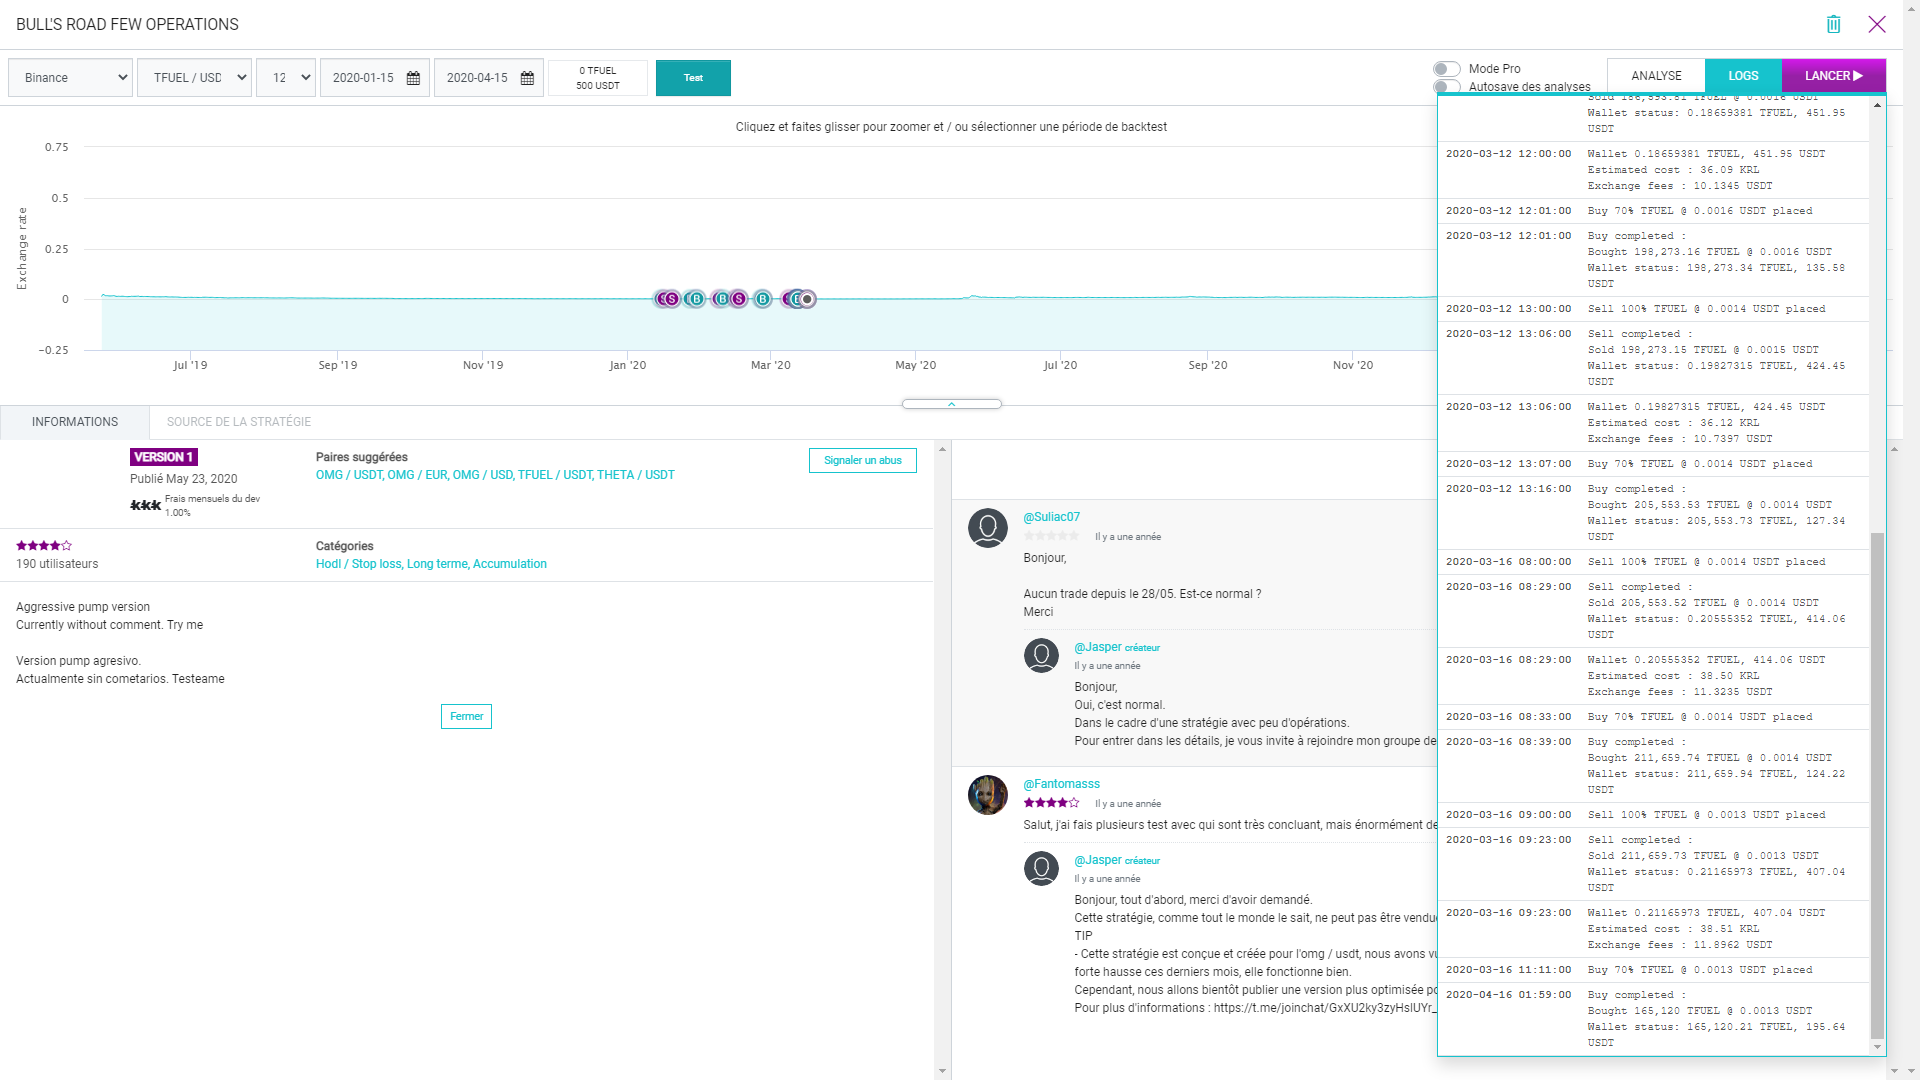 BULL'S ROAD FEW OPERATIONS
Binance
TFUEL / USD
12
2020-01-15
2020-04-15
0 TFUEL
500 USDT
Test
Mode Pro
Autosave des analyses
ANALYSE
LOGS
LANCER
Cliquez et faites glisser pour zoomer et / ou sélectionner une période de backtest
Exchange rate
0.75
0.5
0.25
0
−0.25
S
B
B
S
B
Jul '19
Sep '19
Nov '19
Jan '20
Mar '20
May '20
Jul '20
Sep '20
Nov '20
INFORMATIONS
SOURCE DE LA STRATÉGIE
VERSION 1
Publié May 23, 2020
Frais mensuels du dev
1.00%
Paires suggérées
OMG / USDT, OMG / EUR, OMG / USD, TFUEL / USDT, THETA / USDT
Signaler un abus
190 utilisateurs
Catégories
Hodl / Stop loss, Long terme, Accumulation
Aggressive pump version
Currently without comment. Try me
Version pump agresivo.
Actualmente sin cometarios. Testeame
Fermer
@Suliac07
Il y a une année
Bonjour,
Aucun trade depuis le 28/05. Est-ce normal ?
Merci
@Jasper créateur
Il y a une année
Bonjour,
Oui, c'est normal.
Dans le cadre d'une stratégie avec peu d'opérations.
Pour entrer dans les détails, je vous invite à rejoindre mon groupe de
@Fantomasss
Il y a une année
Salut, j'ai fais plusieurs test avec qui sont très concluant, mais énormément de
@Jasper créateur
Il y a une année
Bonjour, tout d'abord, merci d'avoir demandé.
Cette stratégie, comme tout le monde le sait, ne peut pas être vendu
TIP
- Cette stratégie est conçue et créée pour l'omg / usdt, nous avons vu
forte hausse ces derniers mois, elle fonctionne bien.
Cependant, nous allons bientôt publier une version plus optimisée po
Pour plus d'informations : https://t.me/joinchat/GxXU2ky3zyHsIUYr_
Sold 186,593.81 TFUEL @ 0.0016 USDT
Wallet status: 0.18659381 TFUEL, 451.95
USDT
2020-03-12 12:00:00 Wallet 0.18659381 TFUEL, 451.95 USDT
Estimated cost : 36.09 KRL
Exchange fees : 10.1345 USDT
2020-03-12 12:01:00 Buy 70% TFUEL @ 0.0016 USDT placed
2020-03-12 12:01:00 Buy completed :
Bought 198,273.16 TFUEL @ 0.0016 USDT
Wallet status: 198,273.34 TFUEL, 135.58
USDT
2020-03-12 13:00:00 Sell 100% TFUEL @ 0.0014 USDT placed
2020-03-12 13:06:00 Sell completed :
Sold 198,273.15 TFUEL @ 0.0015 USDT
Wallet status: 0.19827315 TFUEL, 424.45
USDT
2020-03-12 13:06:00 Wallet 0.19827315 TFUEL, 424.45 USDT
Estimated cost : 36.12 KRL
Exchange fees : 10.7397 USDT
2020-03-12 13:07:00 Buy 70% TFUEL @ 0.0014 USDT placed
2020-03-12 13:16:00 Buy completed :
Bought 205,553.53 TFUEL @ 0.0014 USDT
Wallet status: 205,553.73 TFUEL, 127.34
USDT
2020-03-16 08:00:00 Sell 100% TFUEL @ 0.0014 USDT placed
2020-03-16 08:29:00 Sell completed :
Sold 205,553.52 TFUEL @ 0.0014 USDT
Wallet status: 0.20555352 TFUEL, 414.06
USDT
2020-03-16 08:29:00 Wallet 0.20555352 TFUEL, 414.06 USDT
Estimated cost : 38.50 KRL
Exchange fees : 11.3235 USDT
2020-03-16 08:33:00 Buy 70% TFUEL @ 0.0014 USDT placed
2020-03-16 08:39:00 Buy completed :
Bought 211,659.74 TFUEL @ 0.0014 USDT
Wallet status: 211,659.94 TFUEL, 124.22
USDT
2020-03-16 09:00:00 Sell 100% TFUEL @ 0.0013 USDT placed
2020-03-16 09:23:00 Sell completed :
Sold 211,659.73 TFUEL @ 0.0013 USDT
Wallet status: 0.21165973 TFUEL, 407.04
USDT
2020-03-16 09:23:00 Wallet 0.21165973 TFUEL, 407.04 USDT
Estimated cost : 38.51 KRL
Exchange fees : 11.8962 USDT
2020-03-16 11:11:00 Buy 70% TFUEL @ 0.0013 USDT placed
2020-04-16 01:59:00 Buy completed :
Bought 165,120 TFUEL @ 0.0013 USDT
Wallet status: 165,120.21 TFUEL, 195.64
USDT